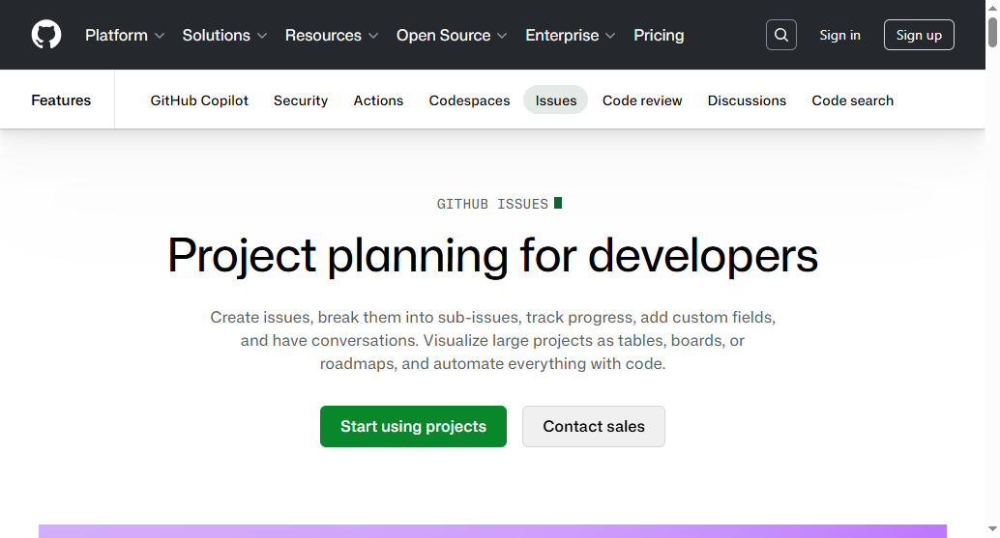 Platform Solutions Resources Open Source Enterprise Pricing Sign in Sign up
Features GitHub Copilot Security Actions Codespaces Issues Code review Discussions Code search
GITHUB ISSUES
Project planning for developers
Create issues, break them into sub-issues, track progress, add custom fields,
and have conversations. Visualize large projects as tables, boards, or
roadmaps, and automate everything with code.
Start using projects Contact sales